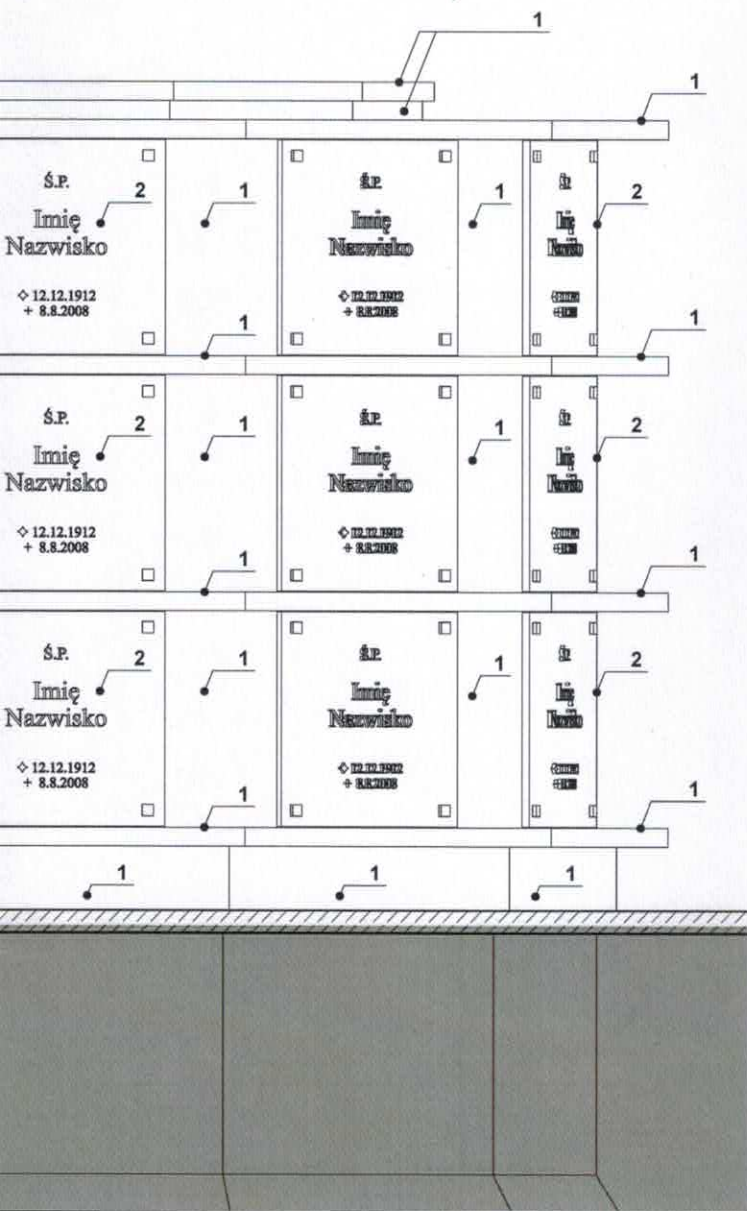 1
1
Ś.P.
Imię
Nazwisko
12.12.1912
+ 8.8.2008
2
1
Ś.P.
Imię
Nazwisko
12.12.1912
+ 8.8.2008
1
2
1
1
Ś.P.
Imię
Nazwisko
12.12.1912
+ 8.8.2008
2
1
Ś.P.
Imię
Nazwisko
12.12.1912
+ 8.8.2008
1
2
1
1
Ś.P.
Imię
Nazwisko
12.12.1912
+ 8.8.2008
2
1
Ś.P.
Imię
Nazwisko
12.12.1912
+ 8.8.2008
1
2
1
1
1
1
1